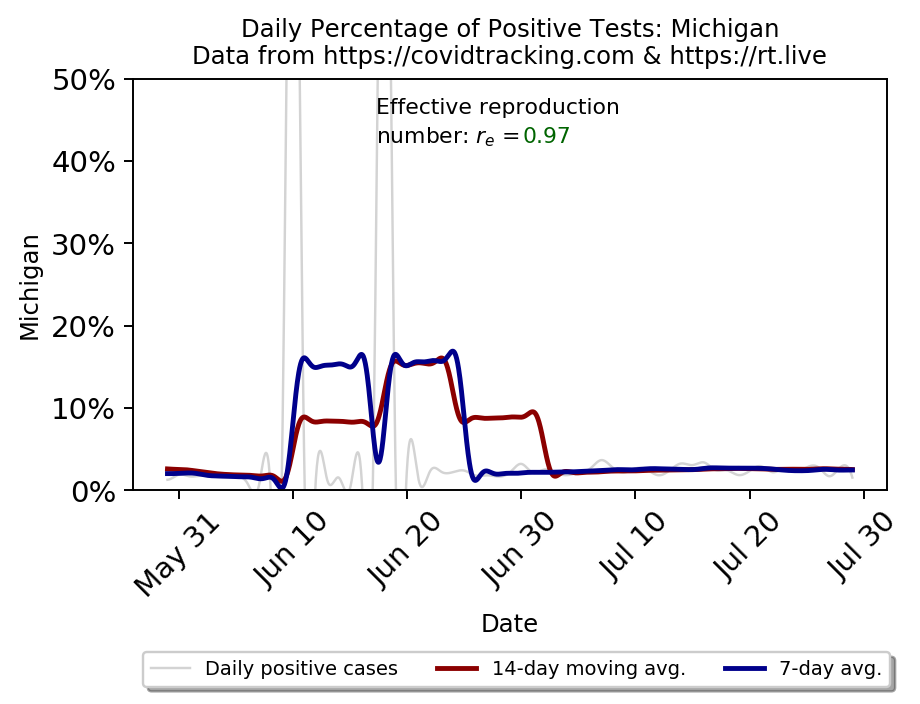 Daily Percentage of Positive Tests: Michigan
Data from https://covidtracking.com & https://rt.live
50%
40%
30%
20%
10%
0%
Michigan
Effective reproduction
number: rₑ =0.97
May 31
Jun 10
Jun 20
Jun 30
Jul 10
Jul 20
Jul 30
Date
Daily positive cases
14-day moving avg.
7-day avg.